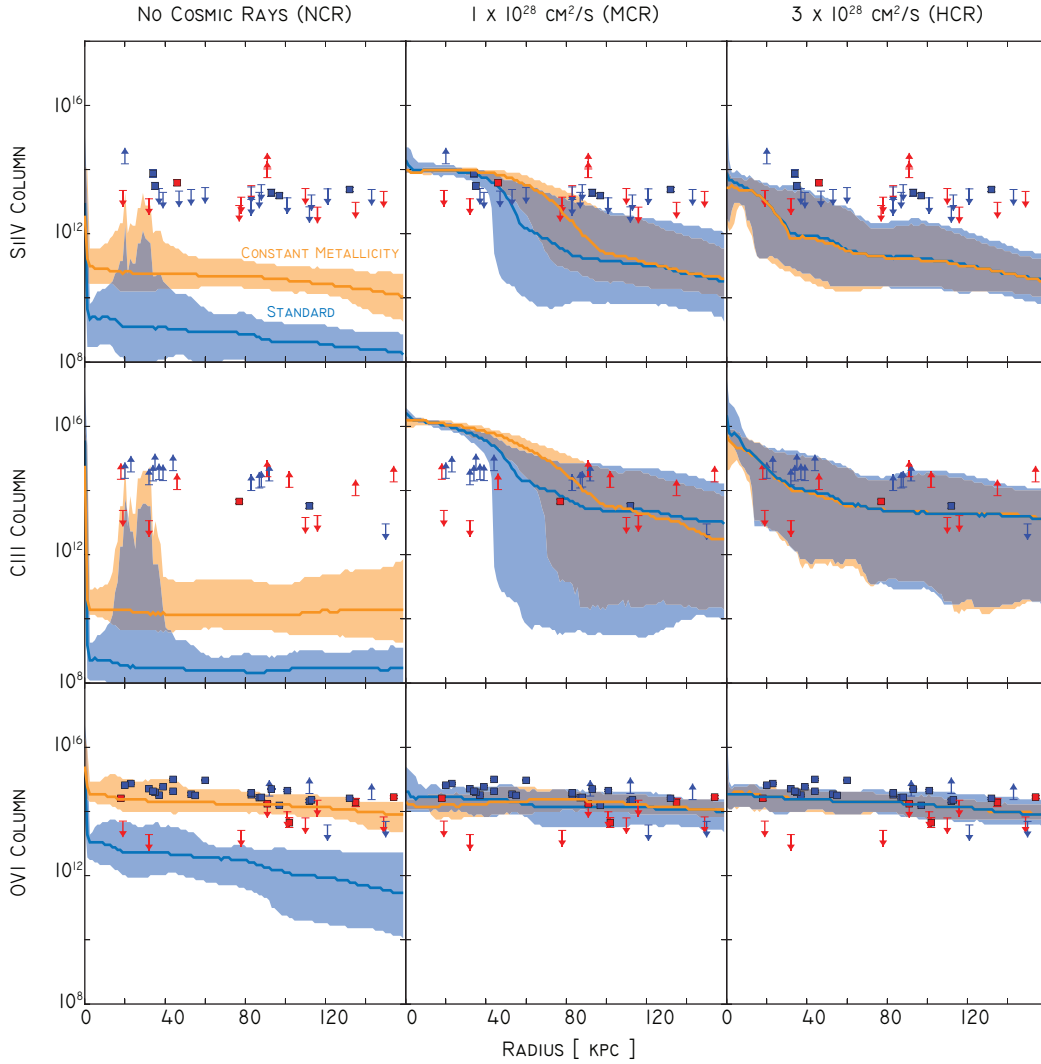 No Cosmic Rays (NCR)
1 x 10²⁸ cm²/s (MCR)
3 x 10²⁸ cm²/s (HCR)
SiIV Column
10¹⁶
10¹²
10⁸
Constant Metallicity
Standard
CIII Column
10¹⁶
10¹²
10⁸
OVI Column
10¹⁶
10¹²
10⁸
0 40 80 120
0 40 80 120
0 40 80 120
Radius [ kpc ]